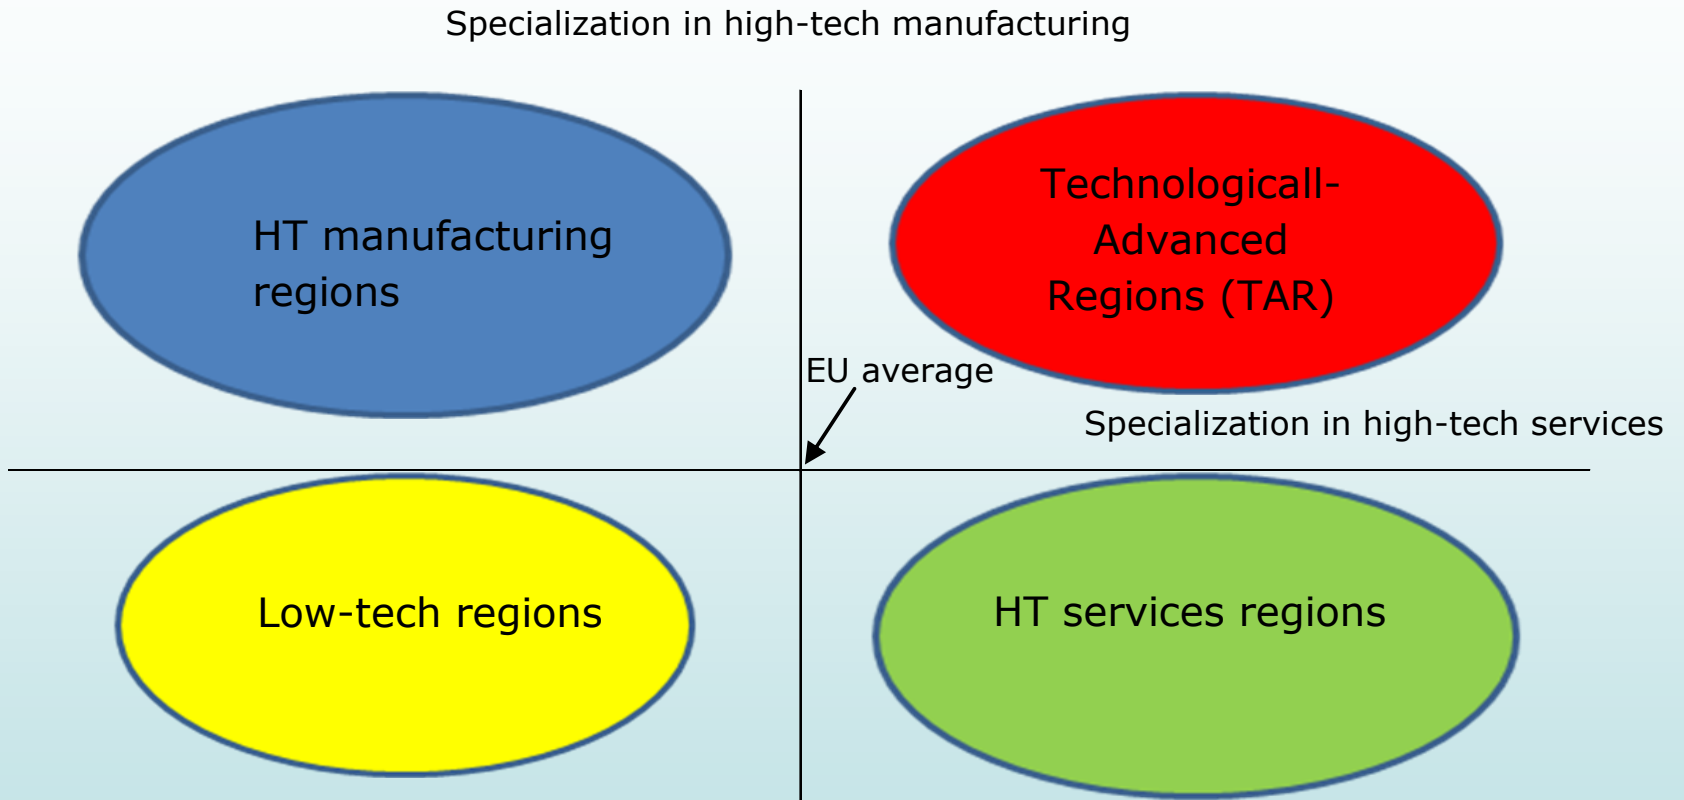 Specialization in high-tech manufacturing
HT manufacturing
regions
Technologicall-
Advanced
Regions (TAR)
EU average
Specialization in high-tech services
Low-tech regions
HT services regions